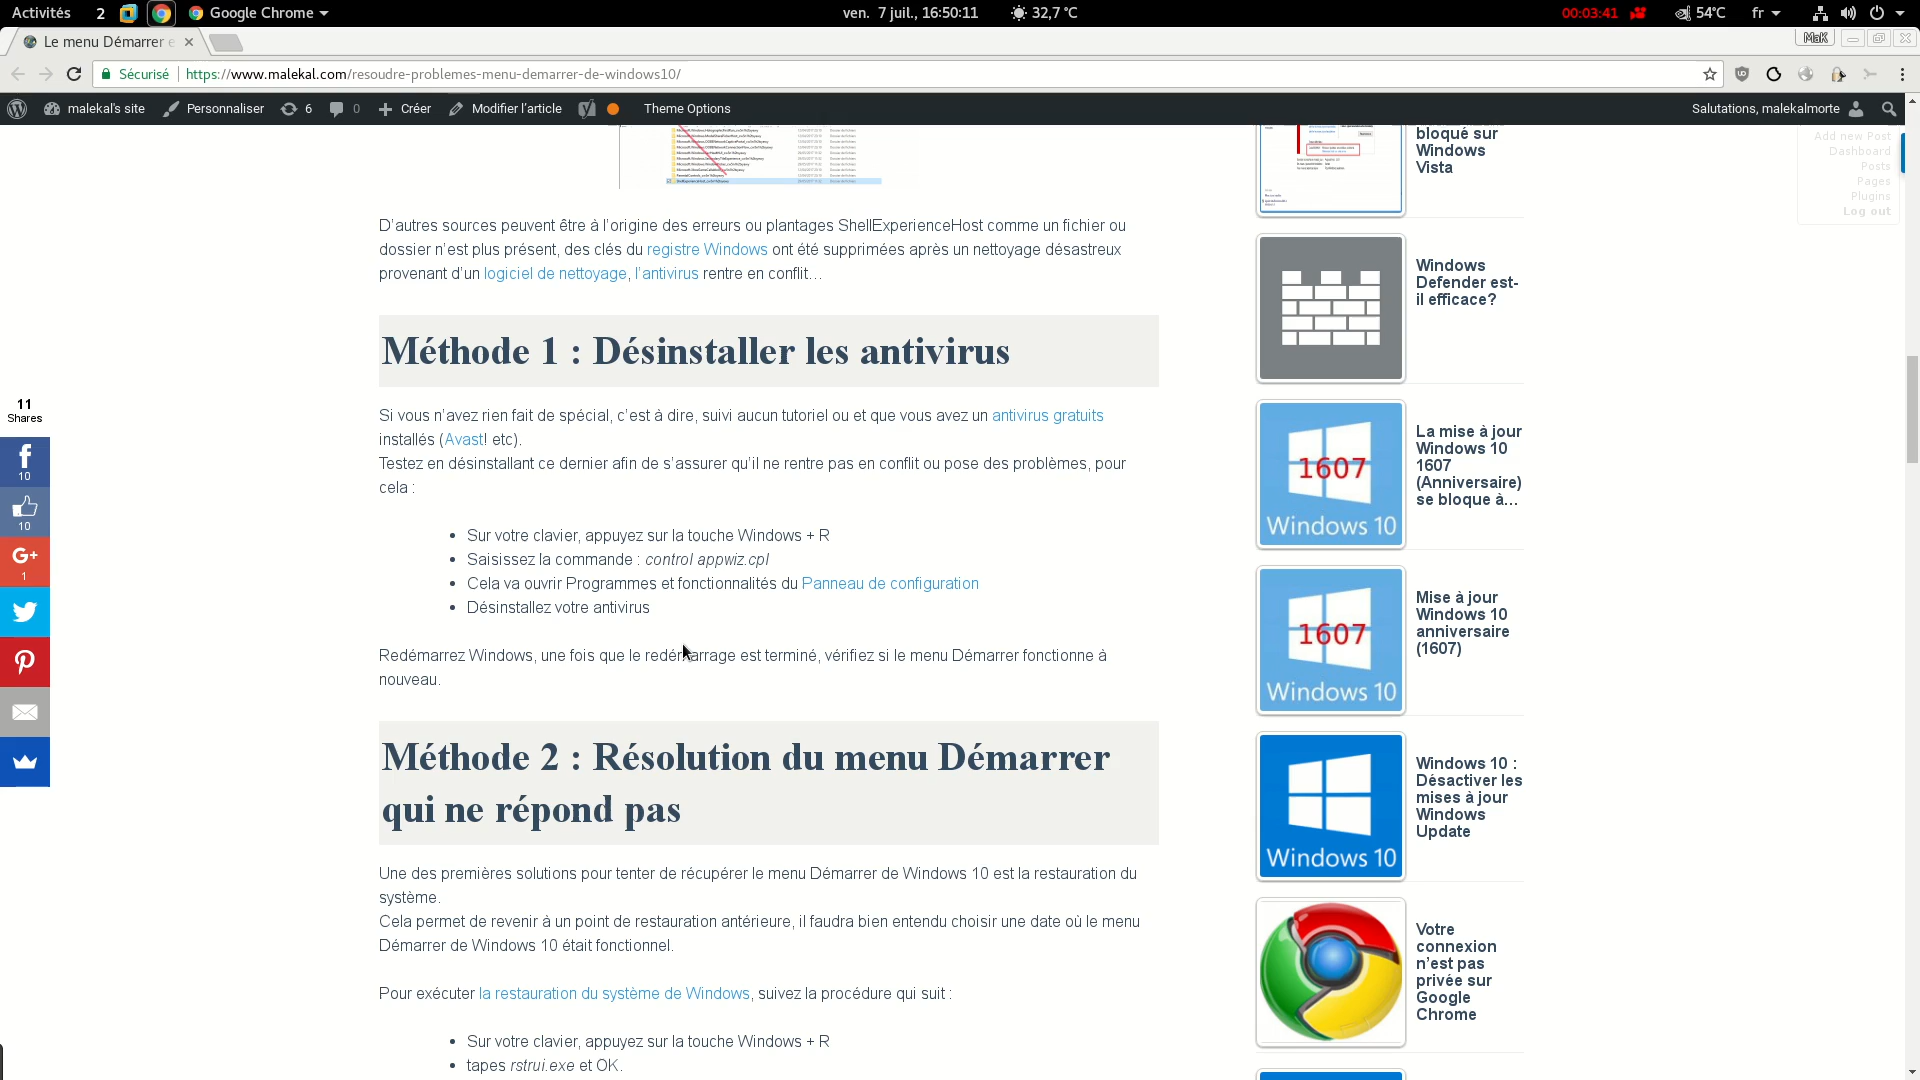 Activités
2
Google Chrome
ven. 7 juil., 16:50:11
32,7 °C
00:03:41
54°C
fr
Le menu Démarrer e
MaK
Sécurisé
https://www.malekal.com/resoudre-problemes-menu-demarrer-de-windows10/
malekal's site
Personnaliser
6
0
Créer
Modifier l'article
Theme Options
Salutations, malekalmorte
Add new Post
Dashboard
Posts
Pages
Plugins
Log out
D'autres sources peuvent être à l'origine des erreurs ou plantages ShellExperienceHost comme un fichier ou
dossier n'est plus présent, des clés du registre Windows ont été supprimées après un nettoyage désastreux
provenant d'un logiciel de nettoyage, l'antivirus rentre en conflit…
Méthode 1 : Désinstaller les antivirus
Si vous n'avez rien fait de spécial, c'est à dire, suivi aucun tutoriel ou et que vous avez un antivirus gratuits
installés (Avast! etc).
Testez en désinstallant ce dernier afin de s'assurer qu'il ne rentre pas en conflit ou pose des problèmes, pour
cela :
• Sur votre clavier, appuyez sur la touche Windows + R
• Saisissez la commande : control appwiz.cpl
• Cela va ouvrir Programmes et fonctionnalités du Panneau de configuration
• Désinstallez votre antivirus
Redémarrez Windows, une fois que le redémarrage est terminé, vérifiez si le menu Démarrer fonctionne à
nouveau.
Méthode 2 : Résolution du menu Démarrer
qui ne répond pas
Une des premières solutions pour tenter de récupérer le menu Démarrer de Windows 10 est la restauration du
système.
Cela permet de revenir à un point de restauration antérieure, il faudra bien entendu choisir une date où le menu
Démarrer de Windows 10 était fonctionnel.
Pour exécuter la restauration du système de Windows, suivez la procédure qui suit :
• Sur votre clavier, appuyez sur la touche Windows + R
• tapes rstrui.exe et OK.
11
Shares
10
10
G+
1
bloqué sur
Windows
Vista
Windows
Defender est-
il efficace?
1607
Windows 10
La mise à jour
Windows 10
1607
(Anniversaire)
se bloque à…
1607
Windows 10
Mise à jour
Windows 10
anniversaire
(1607)
Windows 10
Windows 10 :
Désactiver les
mises à jour
Windows
Update
Votre
connexion
n'est pas
privée sur
Google
Chrome